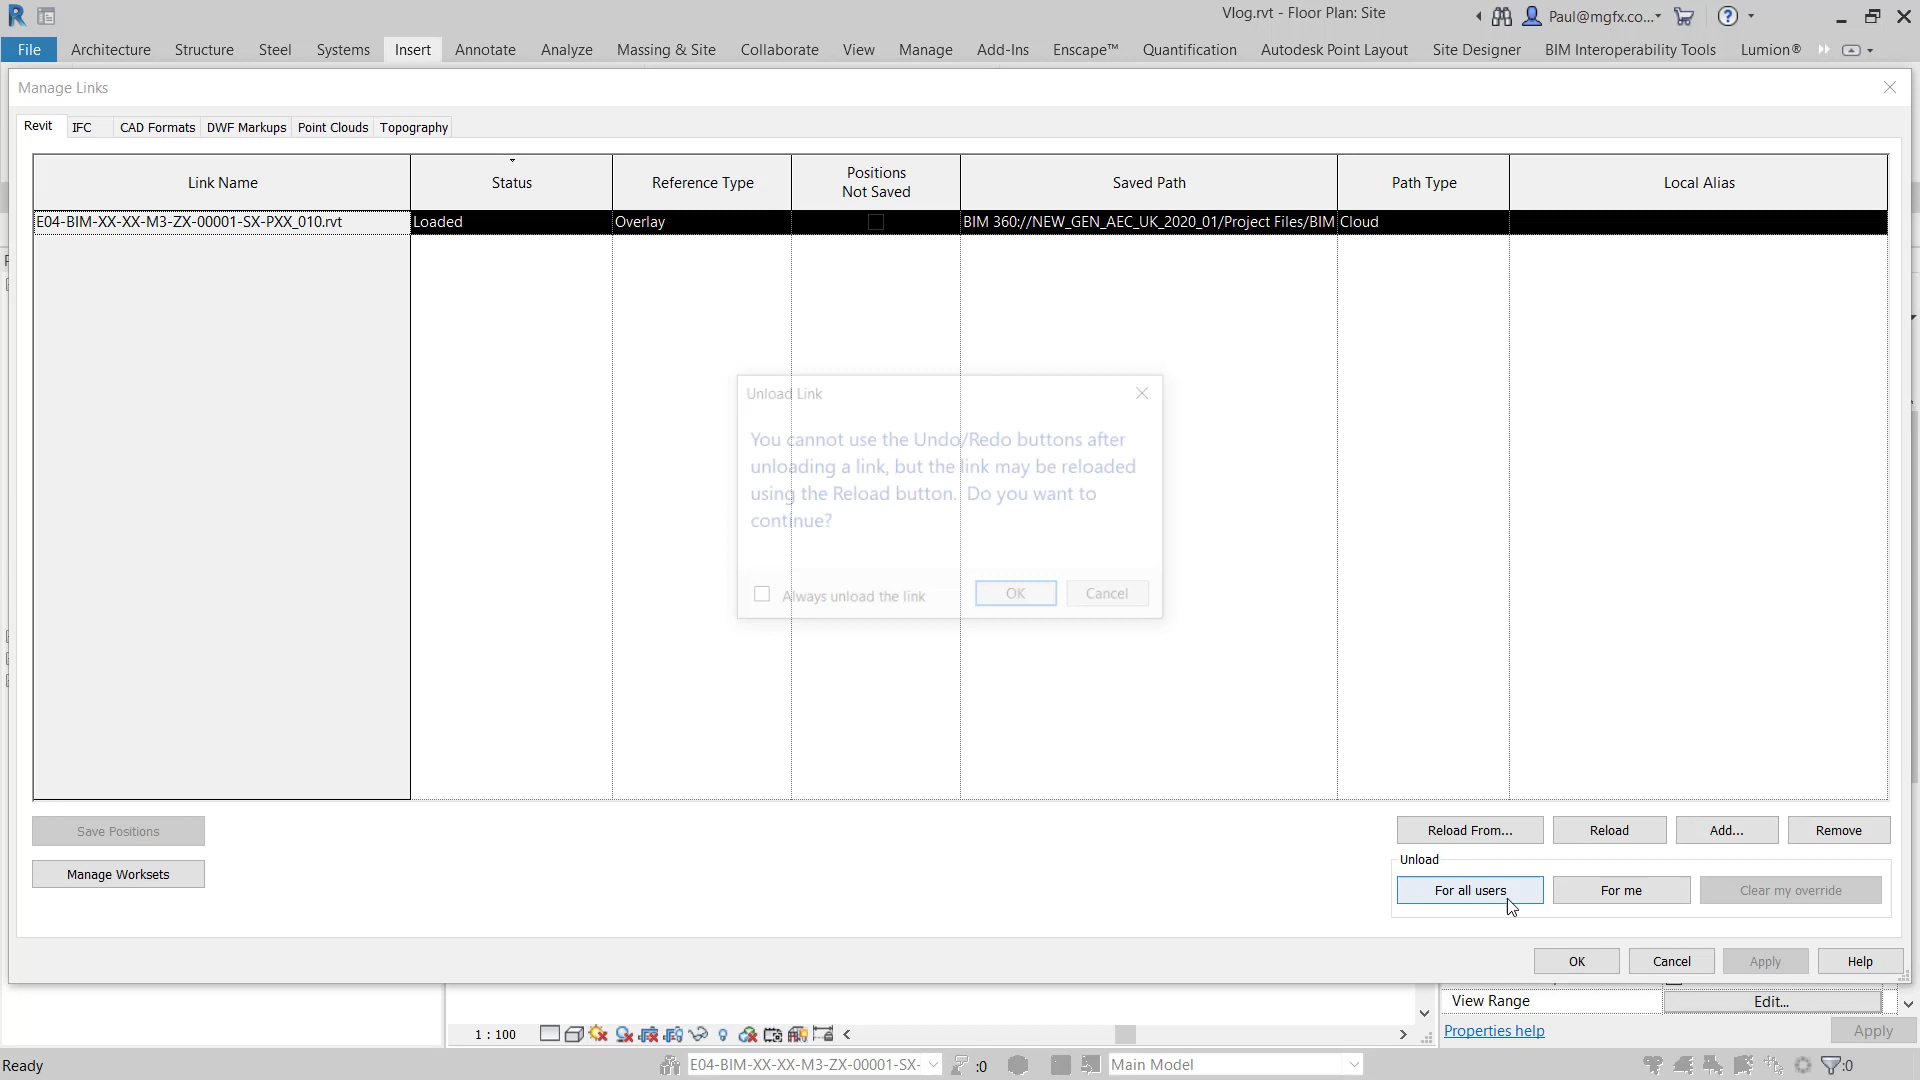 Vlog.rvt - Floor Plan: Site
Paul@mgfx.co...
File Architecture Structure Steel Systems Insert Annotate Analyze Massing & Site Collaborate View Manage Add-Ins Enscape™ Quantification Autodesk Point Layout Site Designer BIM Interoperability Tools Lumion®
Manage Links
Revit IFC CAD Formats DWF Markups Point Clouds Topography
Link Name Status Reference Type Positions Not Saved Saved Path Path Type Local Alias
E04-BIM-XX-XX-M3-ZX-00001-SX-PXX_010.rvt Loaded Overlay BIM 360://NEW_GEN_AEC_UK_2020_01/Project Files/BIM Cloud
Unload Link
You cannot use the Undo/Redo buttons after
unloading a link, but the link may be reloaded
using the Reload button. Do you want to
continue?
Always unload the link OK Cancel
Save Positions Reload From... Reload Add... Remove
Unload
Manage Worksets For all users For me Clear my override
OK Cancel Apply Help
View Range Edit...
1 : 100 Properties help Apply
Ready E04-BIM-XX-XX-M3-ZX-00001-SX- :0 Main Model :0